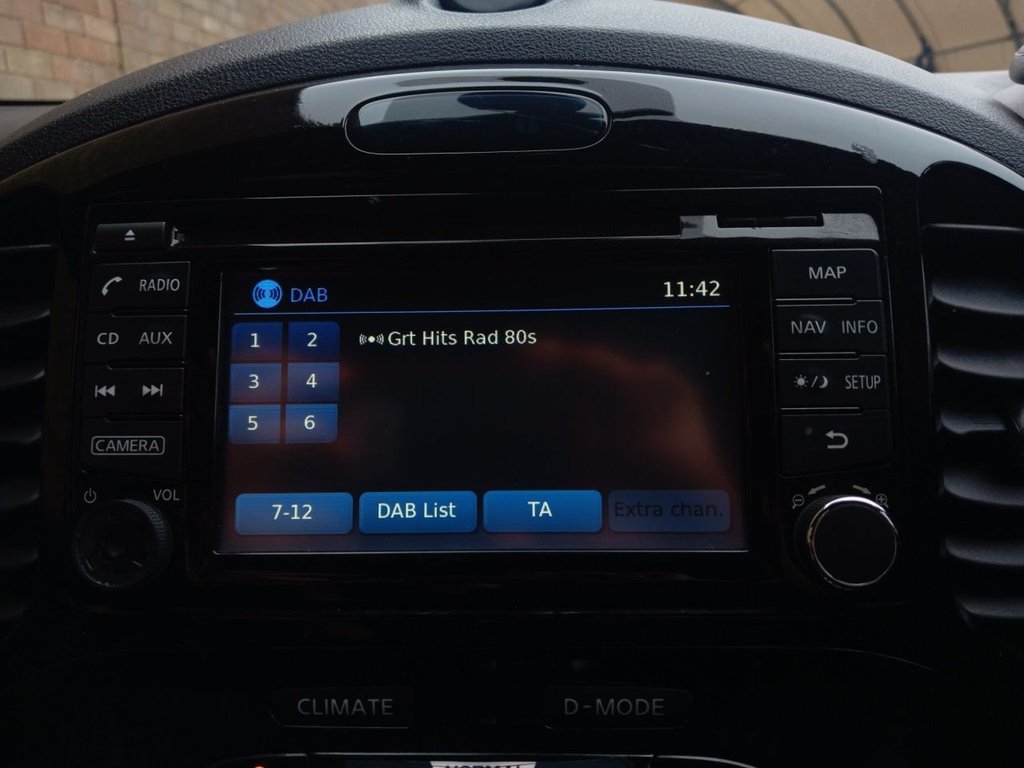 RADIO
CD AUX
CAMERA
VOL
DAB 11:42
1 2 Grt Hits Rad 80s
3 4
5 6
7-12 DAB List TA Extra chan.
MAP
NAV INFO
SETUP
CLIMATE D-MODE